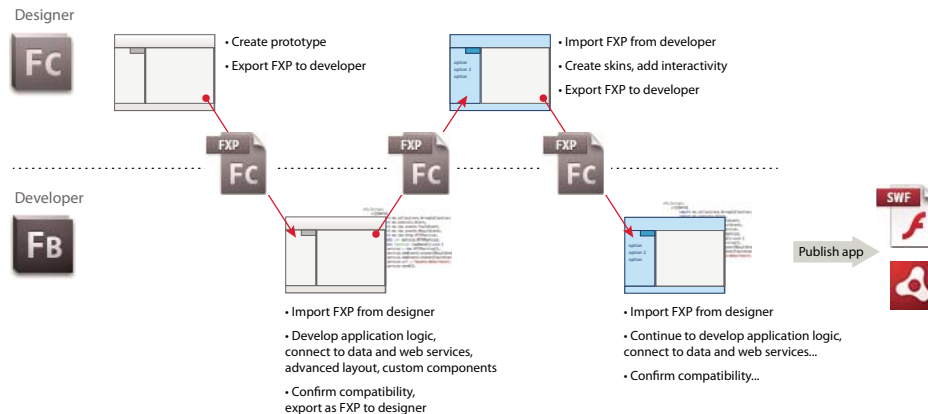 Designer
Fc
• Create prototype
• Export FXP to developer
option
option 2
option
• Import FXP from developer
• Create skins, add interactivity
• Export FXP to developer
FXP
Fc
FXP
Fc
FXP
Fc
Developer
FB
• Import FXP from designer
• Develop application logic,
connect to data and web services,
advanced layout, custom components
• Confirm compatibility,
export as FXP to designer
option
option 2
option
• Import FXP from designer
• Continue to develop application logic,
connect to data and web services...
• Confirm compatibility...
Publish app
SWF